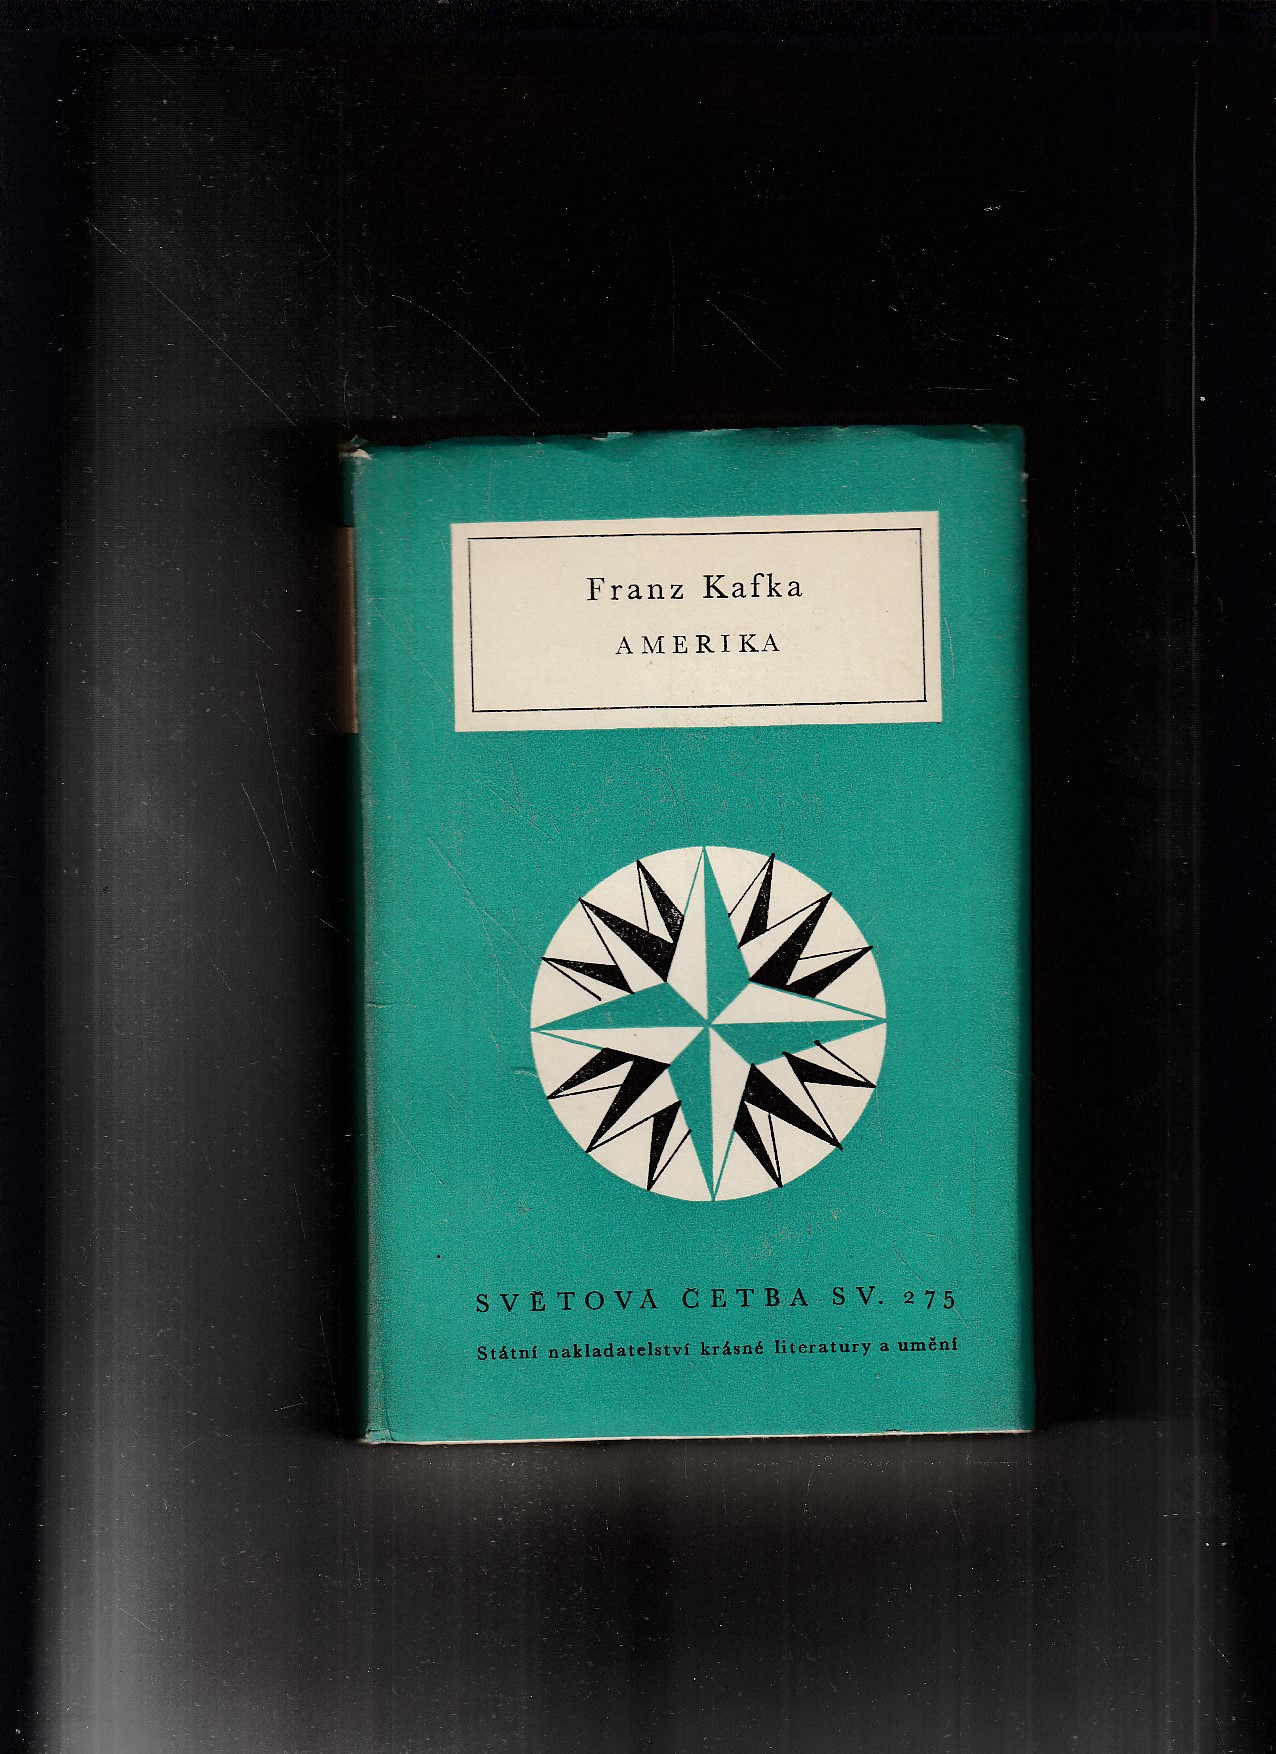 Franz Kafka
AMERIKA
SVĚTOVÁ ČETBA SV. 275
Státní nakladatelství krásné literatury a umění